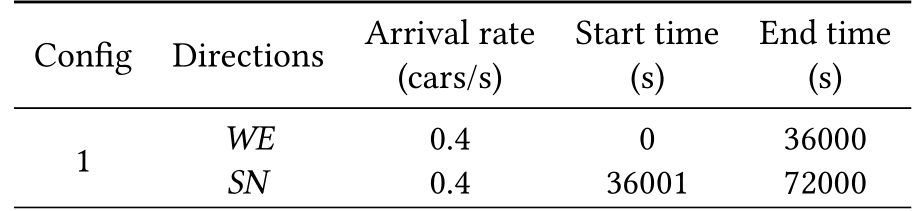 Config Directions Arrival rate (cars/s) Start time (s) End time (s)
1 WE 0.4 0 36000
SN 0.4 36001 72000